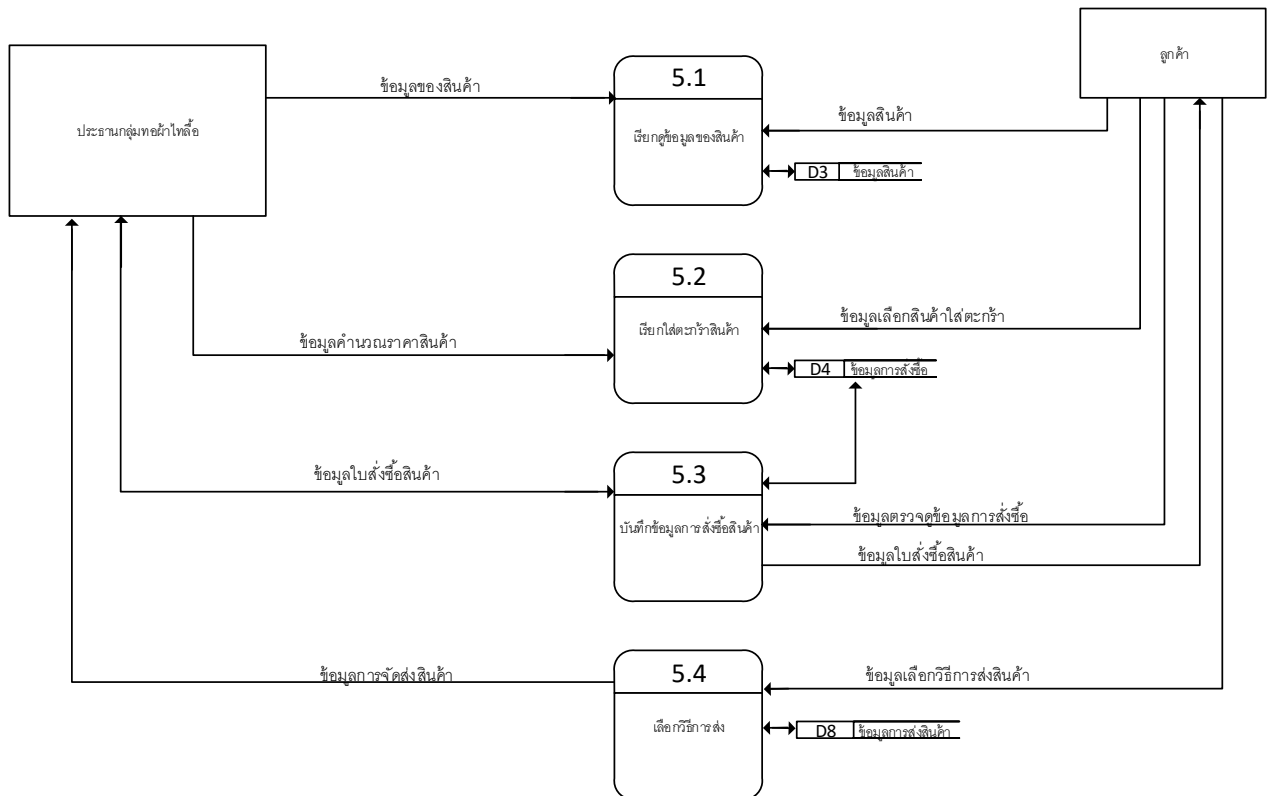 ลูกค้า
ประธานกลุ่มทอผ้าไทลื้อ
ข้อมูลของสินค้า
5.1
เรียกดูข้อมูลของสินค้า
ข้อมูลสินค้า
D3 ข้อมูลสินค้า
5.2
เรียกใส่ตะกร้าสินค้า
ข้อมูลเลือกสินค้าใส่ตะกร้า
ข้อมูลคำนวณราคาสินค้า
D4 ข้อมูลการสั่งซื้อ
5.3
บันทึกข้อมูลการสั่งซื้อสินค้า
ข้อมูลใบสั่งซื้อสินค้า
ข้อมูลตรวจดูข้อมูลการสั่งซื้อ
ข้อมูลใบสั่งซื้อสินค้า
5.4
เลือกวิธีการส่ง
ข้อมูลการจัดส่งสินค้า
ข้อมูลเลือกวิธีการส่งสินค้า
D8 ข้อมูลการส่งสินค้า